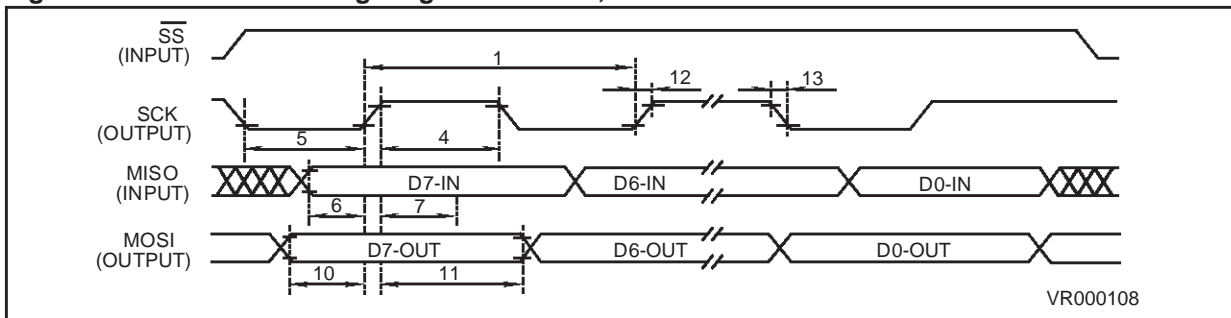 SS
(INPUT)
1
12
13
SCK
(OUTPUT)
5
4
MISO
(INPUT)
D7-IN
D6-IN
D0-IN
6
7
MOSI
(OUTPUT)
D7-OUT
D6-OUT
D0-OUT
10
11
VR000108